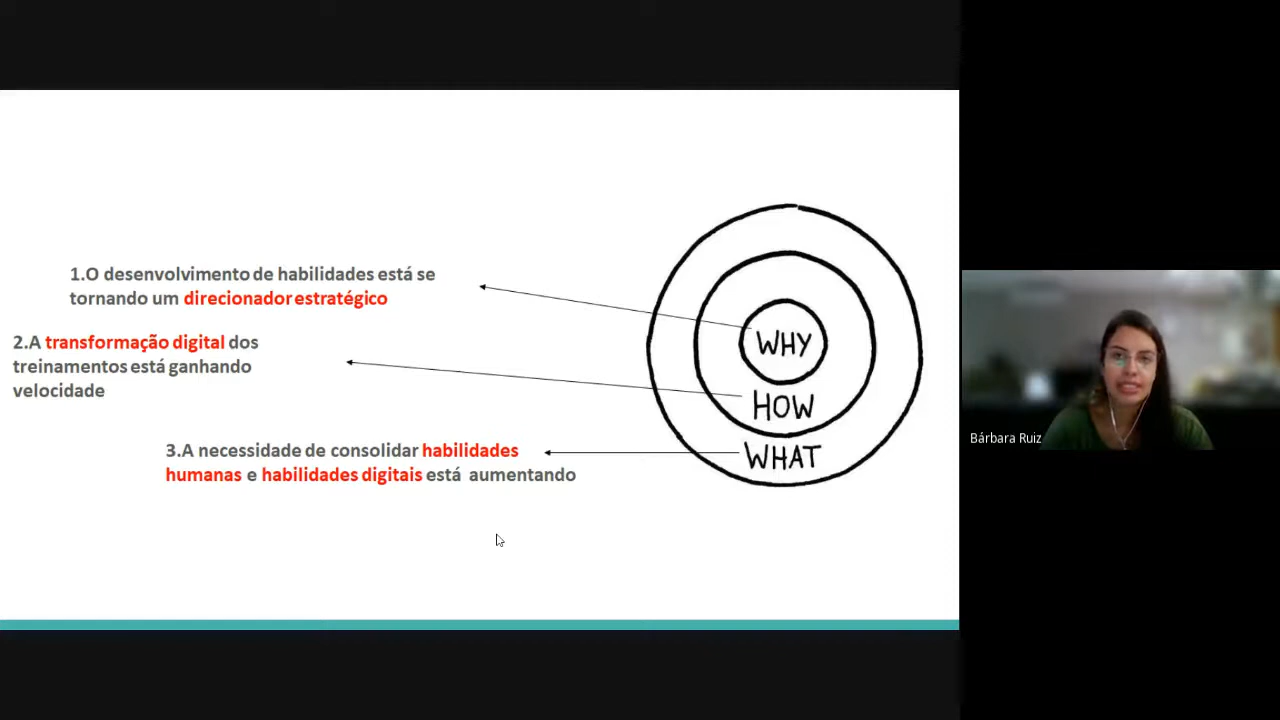 1.O desenvolvimento de habilidades está se
tornando um direcionador estratégico
2.A transformação digital dos
treinamentos está ganhando
velocidade
3.A necessidade de consolidar habilidades
humanas e habilidades digitais está aumentando
WHY
HOW
WHAT
Bárbara Ruiz